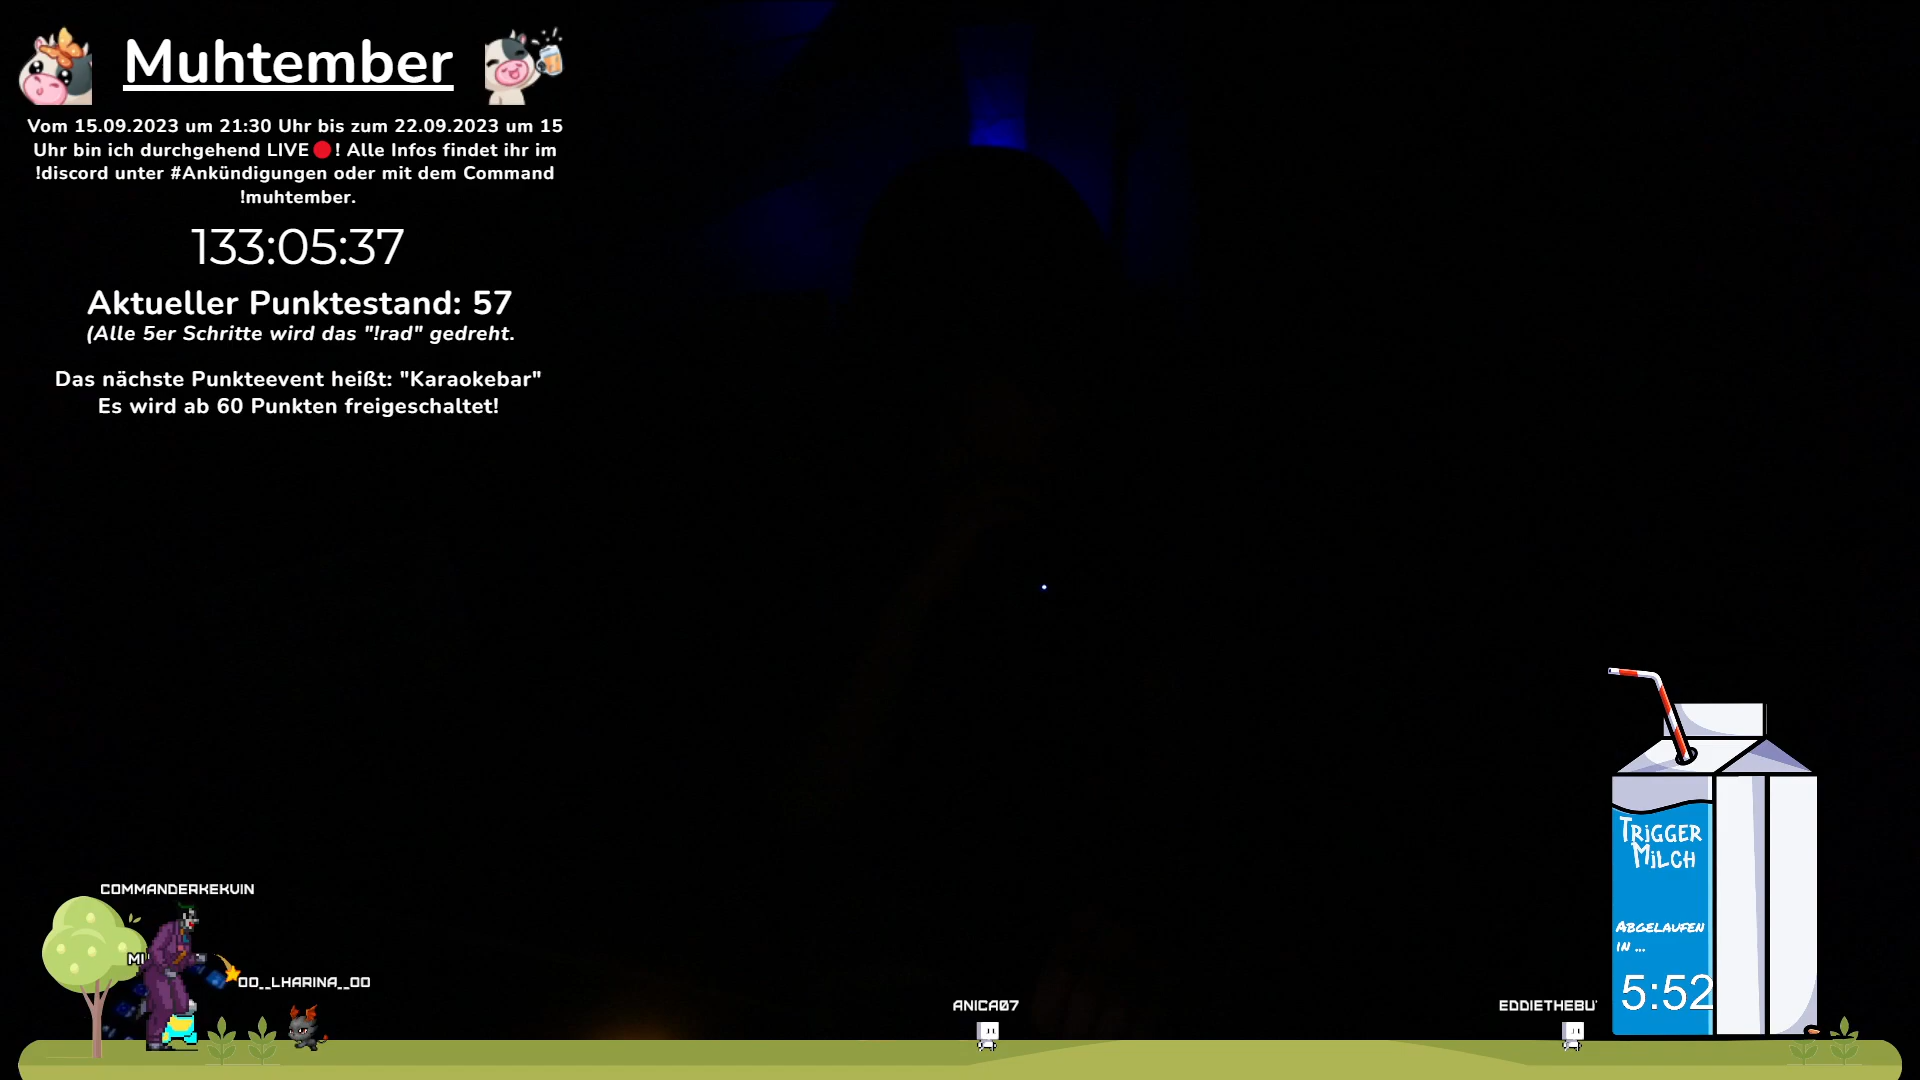 Muhtember
Vom 15.09.2023 um 21:30 Uhr bis zum 22.09.2023 um 15
Uhr bin ich durchgehend LIVE🔴! Alle Infos findet ihr im
!discord unter #Ankündigungen oder mit dem Command
!muhtember.
133:05:37
Aktueller Punktestand: 57
(Alle 5er Schritte wird das "!rad" gedreht.
Das nächste Punkteevent heißt: "Karaokebar"
Es wird ab 60 Punkten freigeschaltet!
TRiGGER
MiLCH
ABGELAUFEN
iN ...
5:52
COMMANDERKEKVIN
OO__LHARINA__OO
ANICA07
EDDIETHEBU